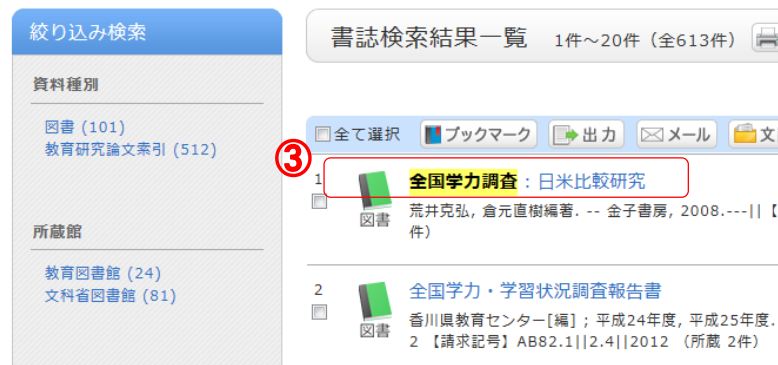 絞り込み検索
資料種別
図書 (101)
教育研究論文索引 (512)
所蔵館
教育図書館 (24)
文科省図書館 (81)
書誌検索結果一覧 1件～20件（全613件）
全て選択 ブックマーク 出力 メール 文
③
1
図書
全国学力調査 : 日米比較研究
荒井克弘, 倉元直樹編著. -- 金子書房, 2008.---||【
件）
2
図書
全国学力・学習状況調査報告書
香川県教育センター[編] ; 平成24年度, 平成25年度.
2 【請求記号】AB82.1||2.4||2012 （所蔵 2件）